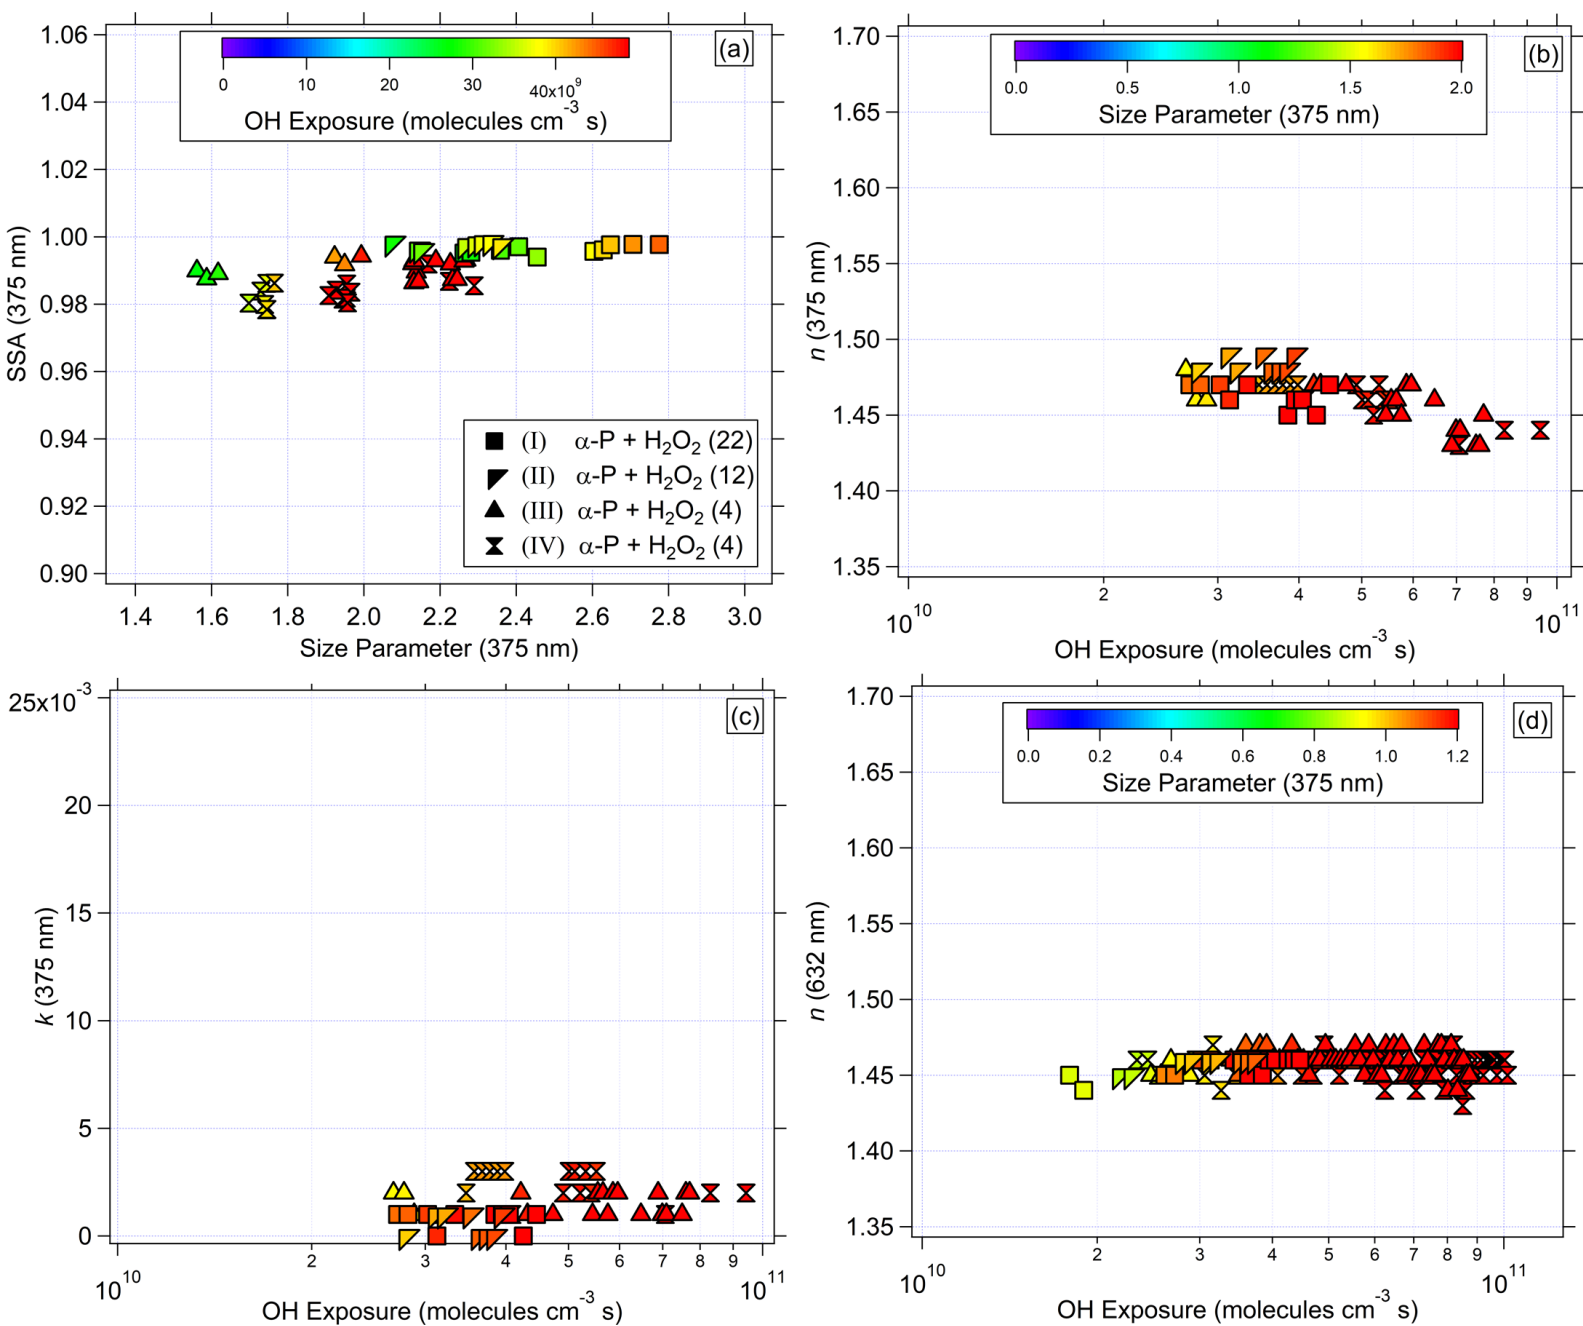 (a)
1.06
1.04
1.02
1.00
0.98
0.96
0.94
0.92
0.90
SSA (375 nm)
0 10 20 30 40x10⁹
OH Exposure (molecules cm⁻³ s)
(I) α-P + H₂O₂ (22)
(II) α-P + H₂O₂ (12)
(III) α-P + H₂O₂ (4)
(IV) α-P + H₂O₂ (4)
1.4 1.6 1.8 2.0 2.2 2.4 2.6 2.8 3.0
Size Parameter (375 nm)
(b)
1.70
1.65
1.60
1.55
1.50
1.45
1.40
1.35
n (375 nm)
0.0 0.5 1.0 1.5 2.0
Size Parameter (375 nm)
10¹⁰ 2 3 4 5 6 7 8 9 10¹¹
OH Exposure (molecules cm⁻³ s)
(c)
25x10⁻³
20
15
10
5
0
k (375 nm)
10¹⁰ 2 3 4 5 6 7 8 9 10¹¹
OH Exposure (molecules cm⁻³ s)
(d)
1.70
1.65
1.60
1.55
1.50
1.45
1.40
1.35
n (632 nm)
0.0 0.2 0.4 0.6 0.8 1.0 1.2
Size Parameter (375 nm)
10¹⁰ 2 3 4 5 6 7 8 9 10¹¹
OH Exposure (molecules cm⁻³ s)